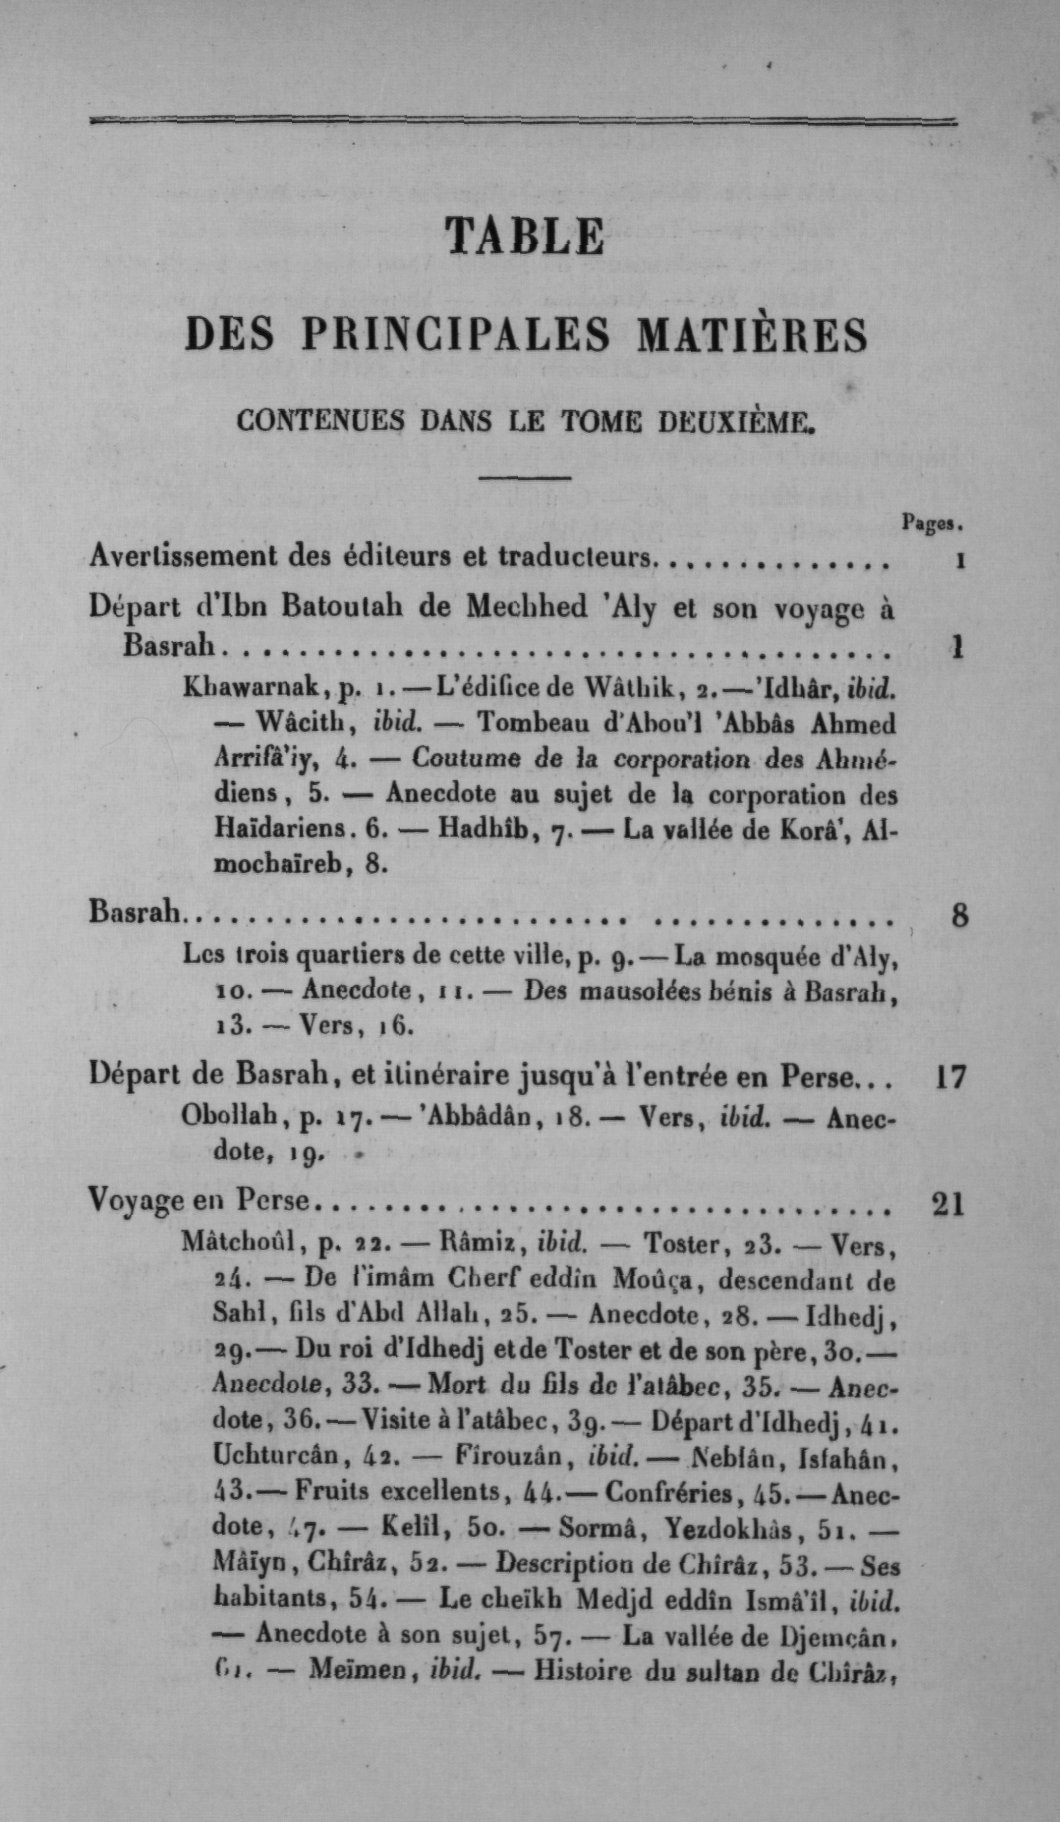 TABLE
DES PRINCIPALES MATIÈRES
CONTENUES DANS LE TOME DEUXIÈME.
Pages.
Avertissement des éditeurs et traducteurs.............. I
Départ d'Ibn Batoutah de Mechhed 'Aly et son voyage à
Basrah...................................... 1
Khawarnak, p. 1. — L'édifice de Wâthik, 2. — 'Idhâr, ibid.
— Wâcith, ibid. — Tombeau d'Abou'l 'Abbâs Ahmed
Arrifâ'iy, 4. — Coutume de la corporation des Ahmé-
diens, 5. — Anecdote au sujet de la corporation des
Haïdariens. 6. — Hadhîb, 7. — La vallée de Korâ', Al-
mochaïreb, 8.
Basrah........................................ 8
Les trois quartiers de cette ville, p. 9. — La mosquée d'Aly,
10. — Anecdote, 11. — Des mausolées bénis à Basrah,
13. — Vers, 16.
Départ de Basrah, et itinéraire jusqu'à l'entrée en Perse... 17
Obollah, p. 17. — 'Abbâdân, 18. — Vers, ibid. — Anec-
dote, 19.
Voyage en Perse................................. 21
Mâtchoûl, p. 22. — Râmiz, ibid. — Toster, 23. — Vers,
24. — De l'imâm Cherf eddîn Moûça, descendant de
Sahl, fils d'Abd Allah, 25. — Anecdote, 28. — Idhedj,
29. — Du roi d'Idhedj et de Toster et de son père, 30. —
Anecdote, 33. — Mort du fils de l'atâbec, 35. — Anec-
dote, 36. — Visite à l'atâbec, 39. — Départ d'Idhedj, 41.
Uchturcân, 42. — Fîrouzân, ibid. — Neblân, Isfahân,
43. — Fruits excellents, 44. — Confréries, 45. — Anec-
dote, 47. — Kelîl, 50. — Sormâ, Yezdokhâs, 51. —
Mâïyn, Chîrâz, 52. — Description de Chîrâz, 53. — Ses
habitants, 54. — Le cheïkh Medjd eddîn Ismâ'îl, ibid.
— Anecdote à son sujet, 57. — La vallée de Djemcân,
61. — Meïmen, ibid. — Histoire du sultan de Chîrâz,